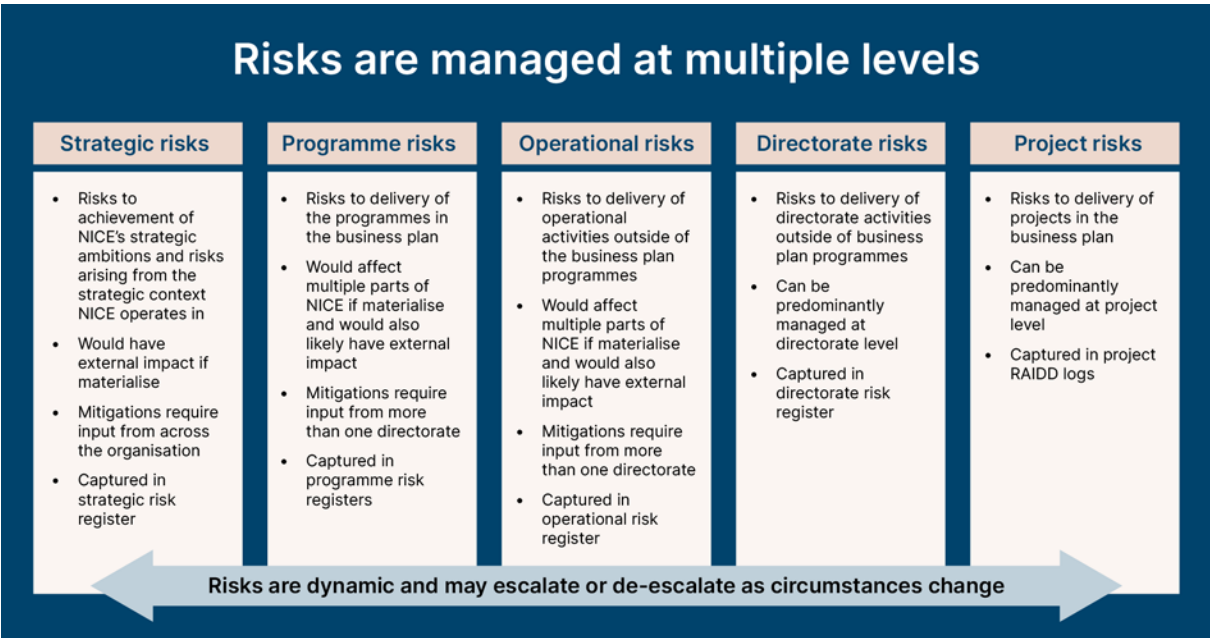 Risks are managed at multiple levels
Strategic risks
• Risks to
achievement of
NICE’s strategic
ambitions and risks
arising from the
strategic context
NICE operates in
• Would have
external impact if
materialise
• Mitigations require
input from across
the organisation
• Captured in
strategic risk
register
Programme risks
• Risks to delivery of
the programmes in
the business plan
• Would affect
multiple parts of
NICE if materialise
and would also
likely have external
impact
• Mitigations require
input from more
than one directorate
• Captured in
programme risk
registers
Operational risks
• Risks to delivery of
operational
activities outside of
the business plan
programmes
• Would affect
multiple parts of
NICE if materialise
and would also
likely have external
impact
• Mitigations require
input from more
than one directorate
• Captured in
operational risk
register
Directorate risks
• Risks to delivery of
directorate activities
outside of business
plan programmes
• Can be
predominantly
managed at
directorate level
• Captured in
directorate risk
register
Project risks
• Risks to delivery of
projects in the
business plan
• Can be
predominantly
managed at project
level
• Captured in project
RAIDD logs
Risks are dynamic and may escalate or de-escalate as circumstances change